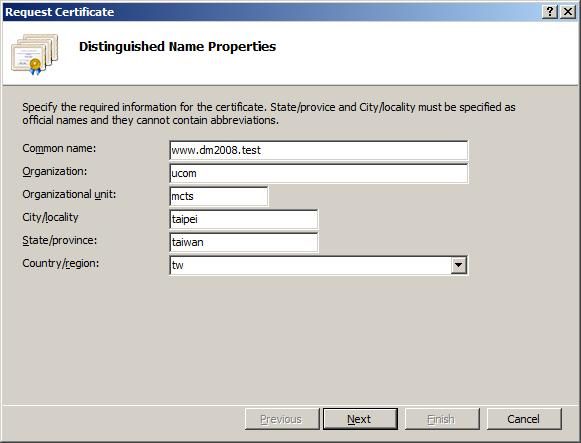 Request Certificate
Distinguished Name Properties
Specify the required information for the certificate. State/provice and City/locality must be specified as
official names and they cannot contain abbreviations.
Common name: www.dm2008.test
Organization: ucom
Organizational unit: mcts
City/locality taipei
State/province: taiwan
Country/region: tw
Previous Next Finish Cancel